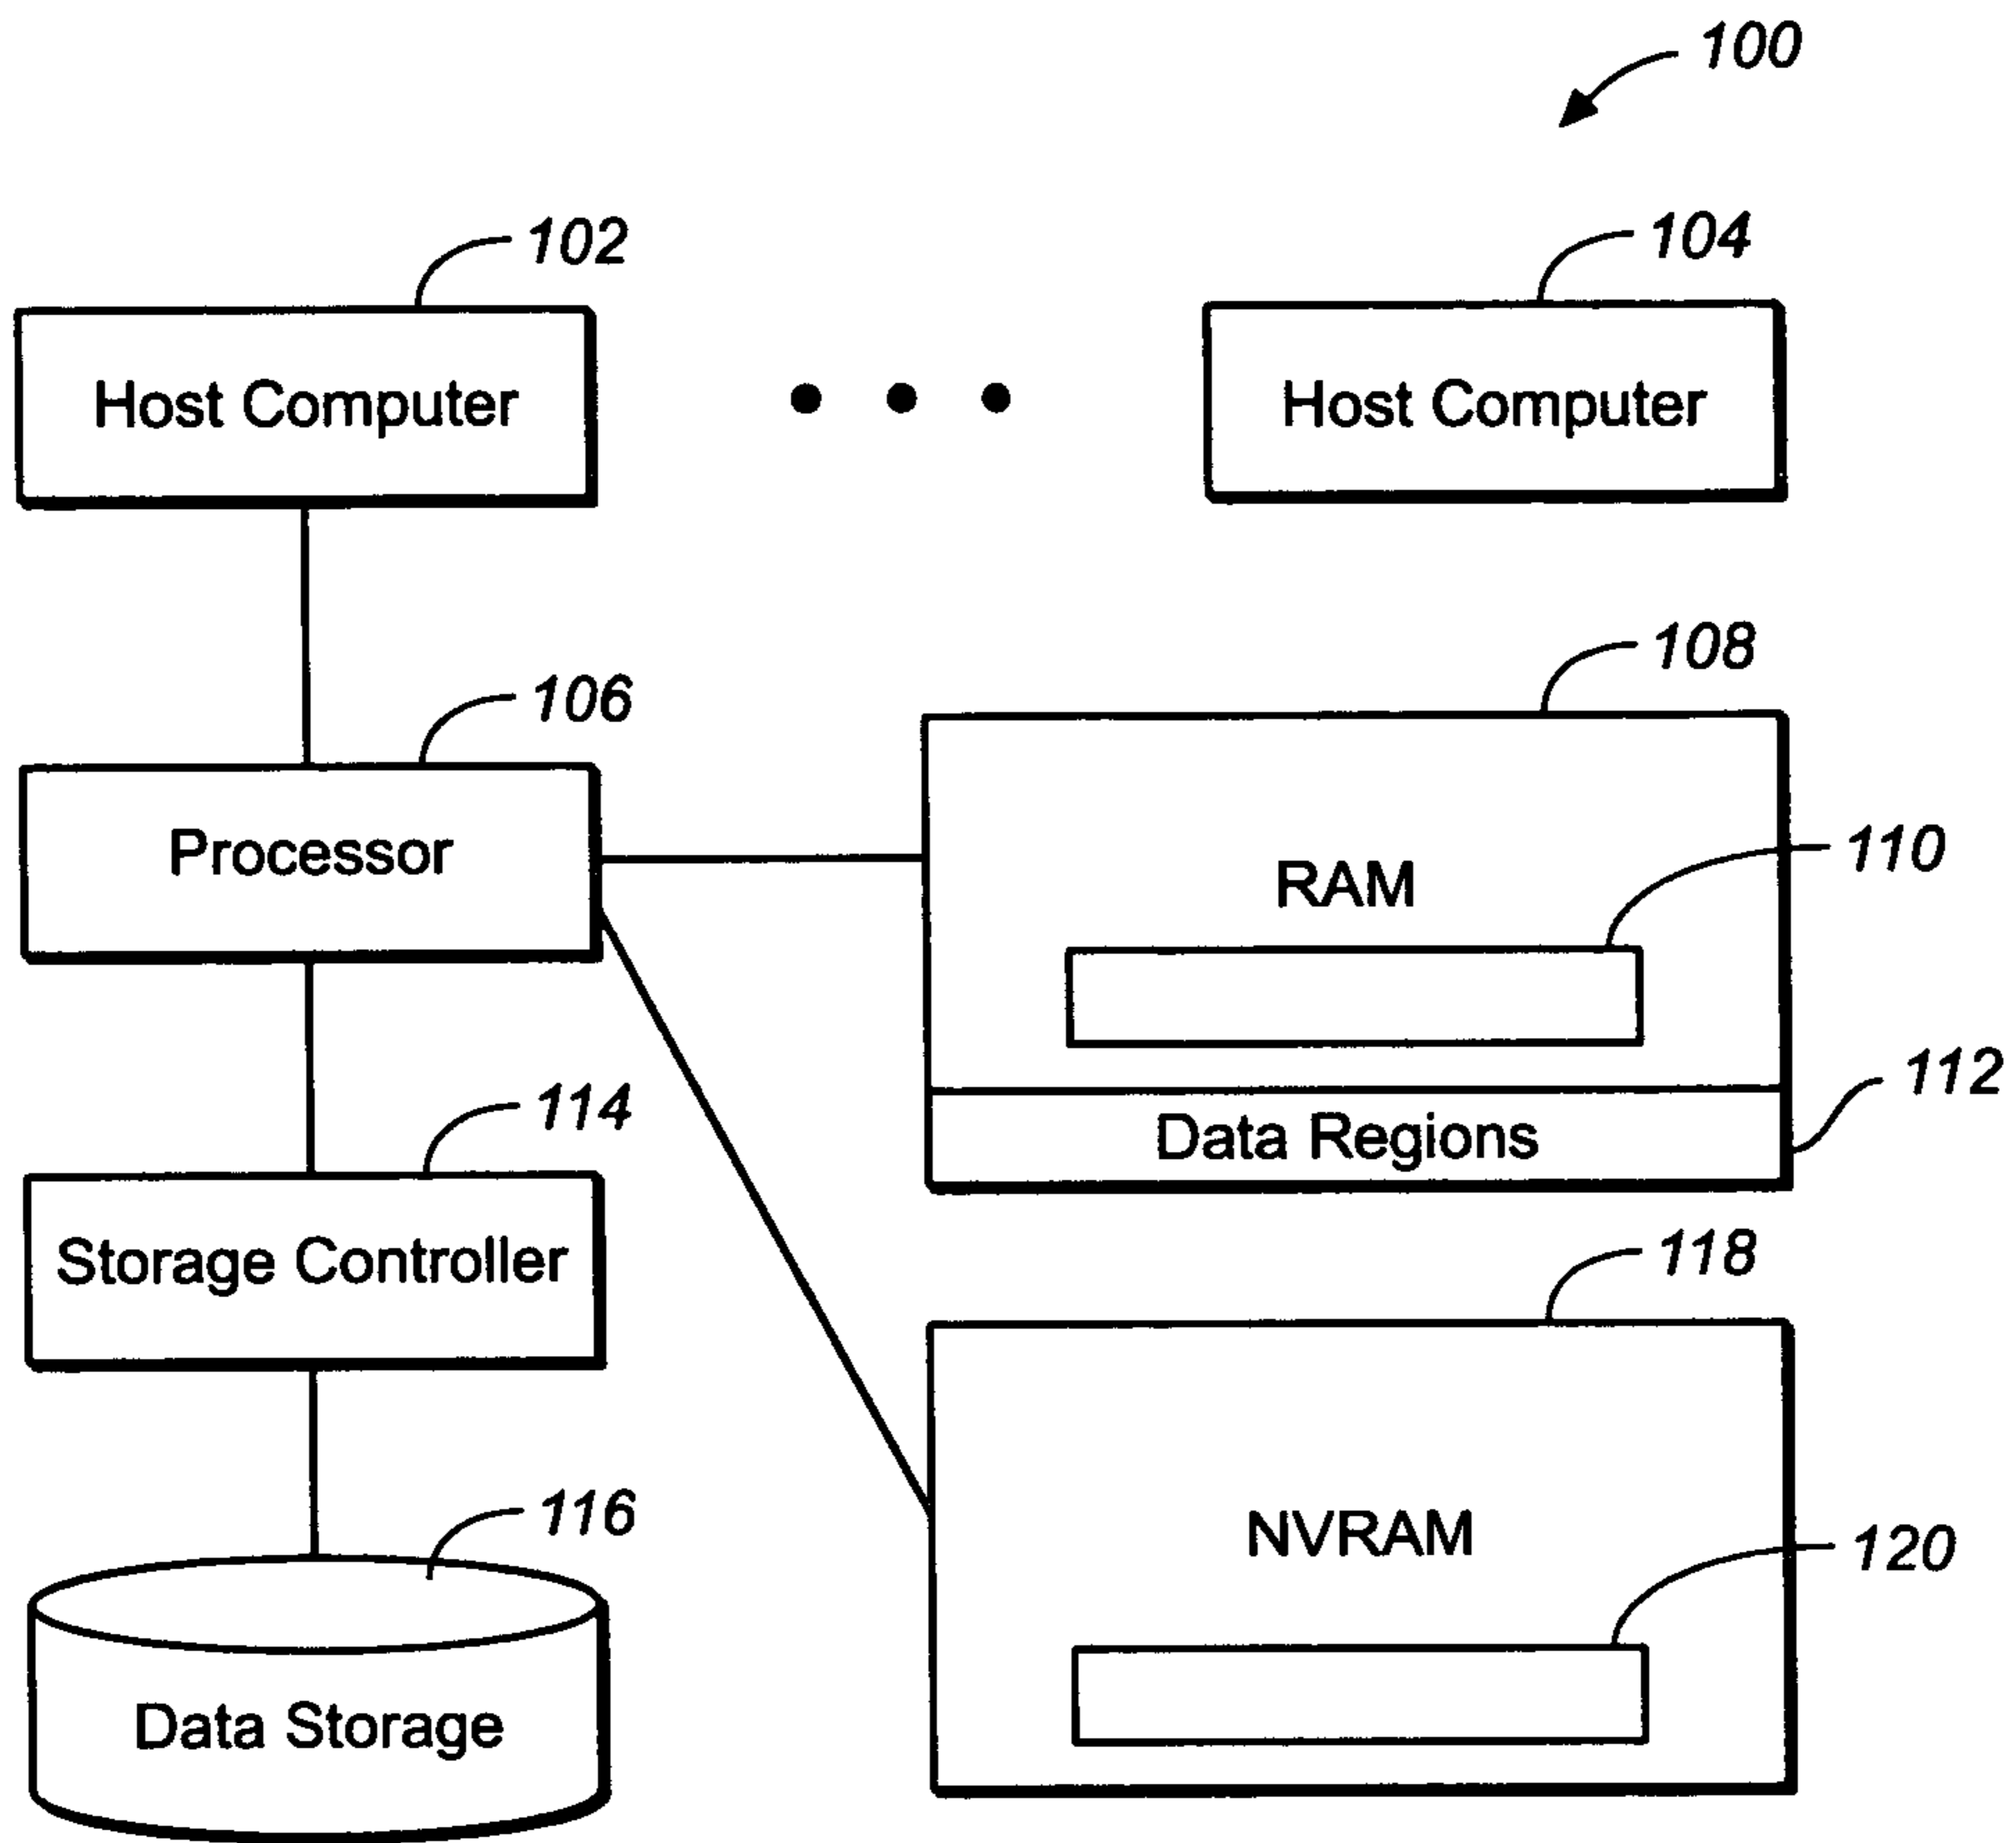 100
102
104
Host Computer
Host Computer
108
106
Processor
110
RAM
112
114
Data Regions
Storage Controller
118
116
NVRAM
120
Data Storage